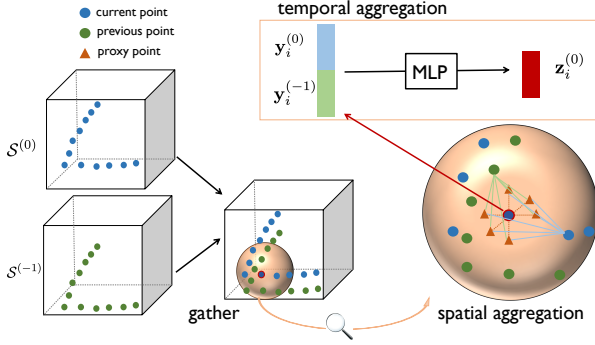 temporal aggregation
current point
previous point
proxy point
y_i^(0)
y_i^(-1)
MLP
z_i^(0)
S^(0)
S^(-1)
gather
spatial aggregation